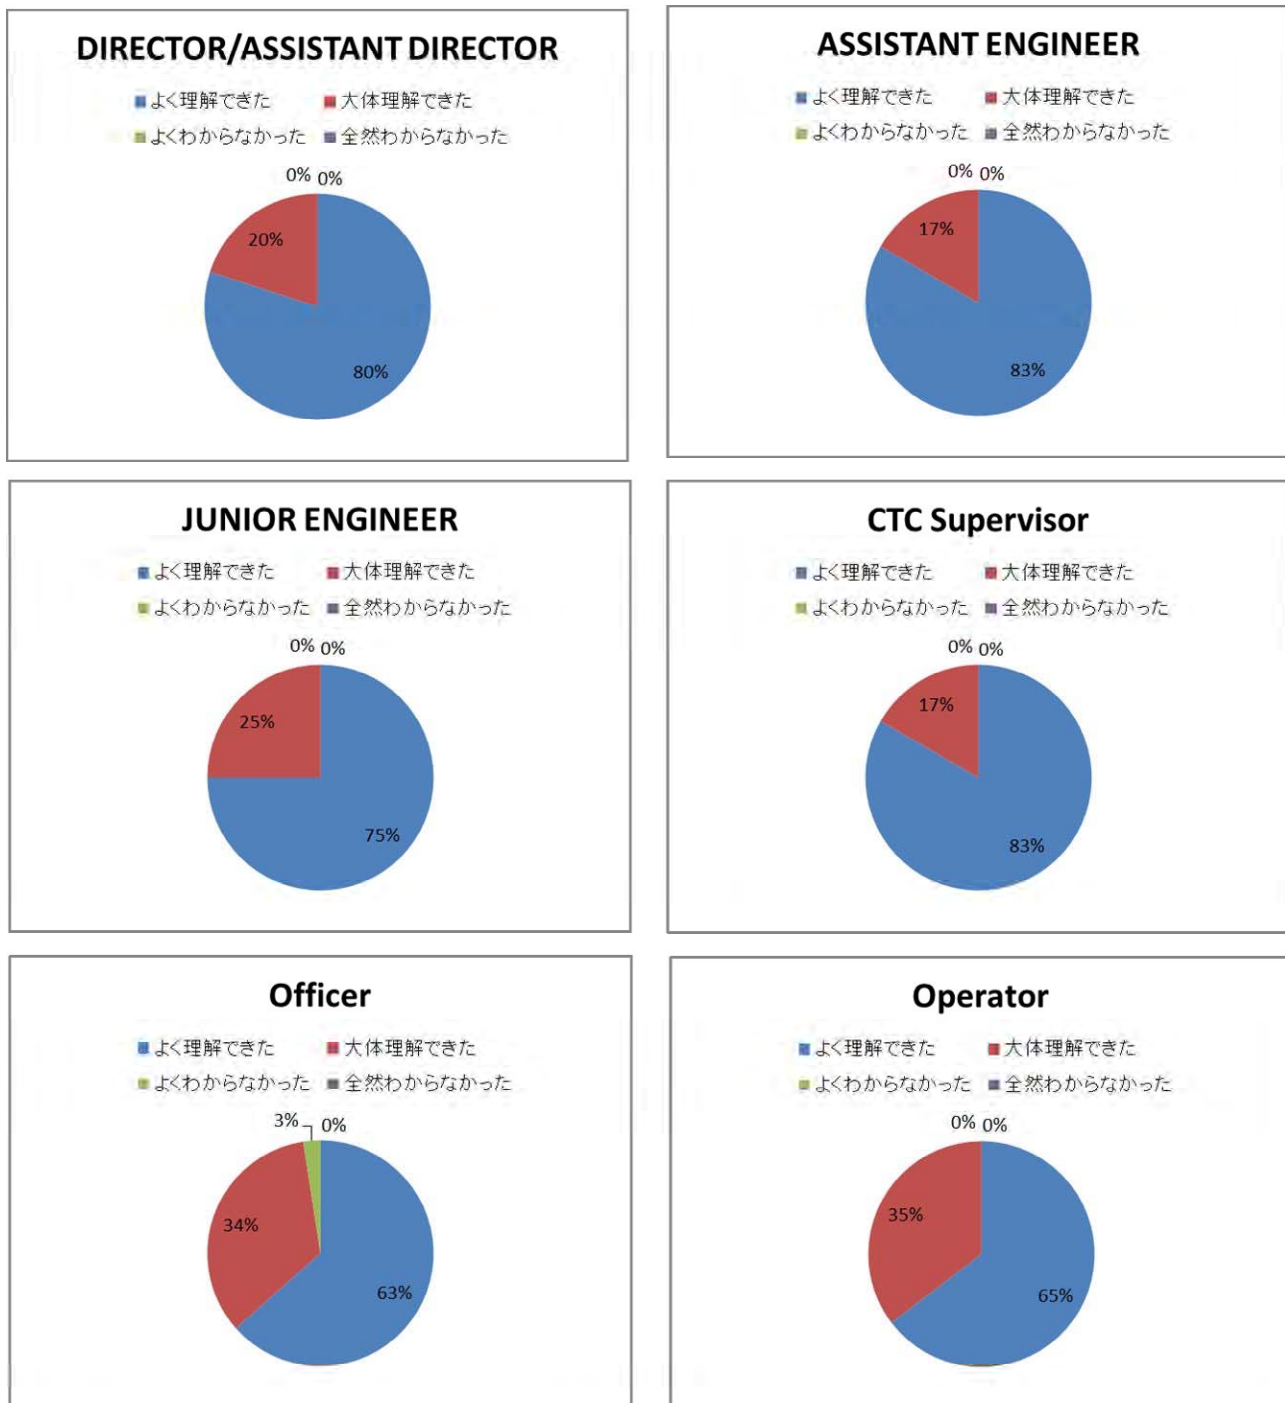 DIRECTOR/ASSISTANT DIRECTOR
よく理解できた 大体理解できた
よくわからなかった 全然わからなかった
0% 0%
20%
80%
ASSISTANT ENGINEER
よく理解できた 大体理解できた
よくわからなかった 全然わからなかった
0% 0%
17%
83%
JUNIOR ENGINEER
よく理解できた 大体理解できた
よくわからなかった 全然わからなかった
0% 0%
25%
75%
CTC Supervisor
よく理解できた 大体理解できた
よくわからなかった 全然わからなかった
0% 0%
17%
83%
Officer
よく理解できた 大体理解できた
よくわからなかった 全然わからなかった
3% 0%
34%
63%
Operator
よく理解できた 大体理解できた
よくわからなかった 全然わからなかった
0% 0%
35%
65%